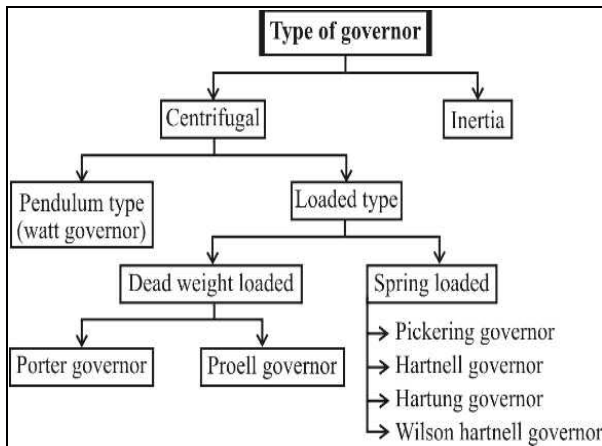 Type of governor
Centrifugal
Inertia
Pendulum type
(watt governor)
Loaded type
Dead weight loaded
Spring loaded
Porter governor
Proell governor
Pickering governor
Hartnell governor
Hartung governor
Wilson hartnell governor